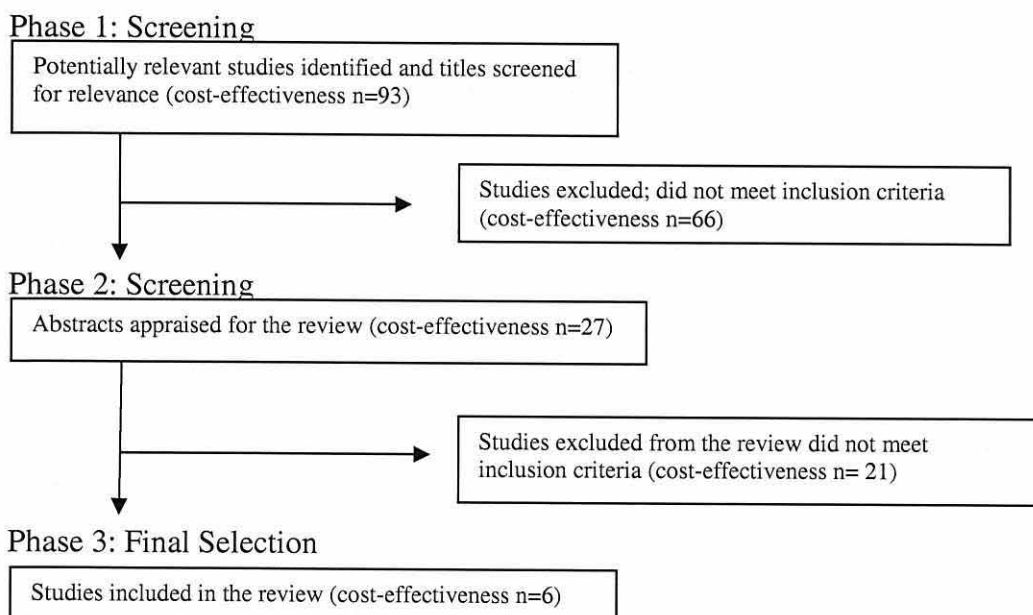 Phase 1: Screening
Potentially relevant studies identified and titles screened
for relevance (cost-effectiveness n=93)
Studies excluded; did not meet inclusion criteria
(cost-effectiveness n=66)
Phase 2: Screening
Abstracts appraised for the review (cost-effectiveness n=27)
Studies excluded from the review did not meet
inclusion criteria (cost-effectiveness n= 21)
Phase 3: Final Selection
Studies included in the review (cost-effectiveness n=6)